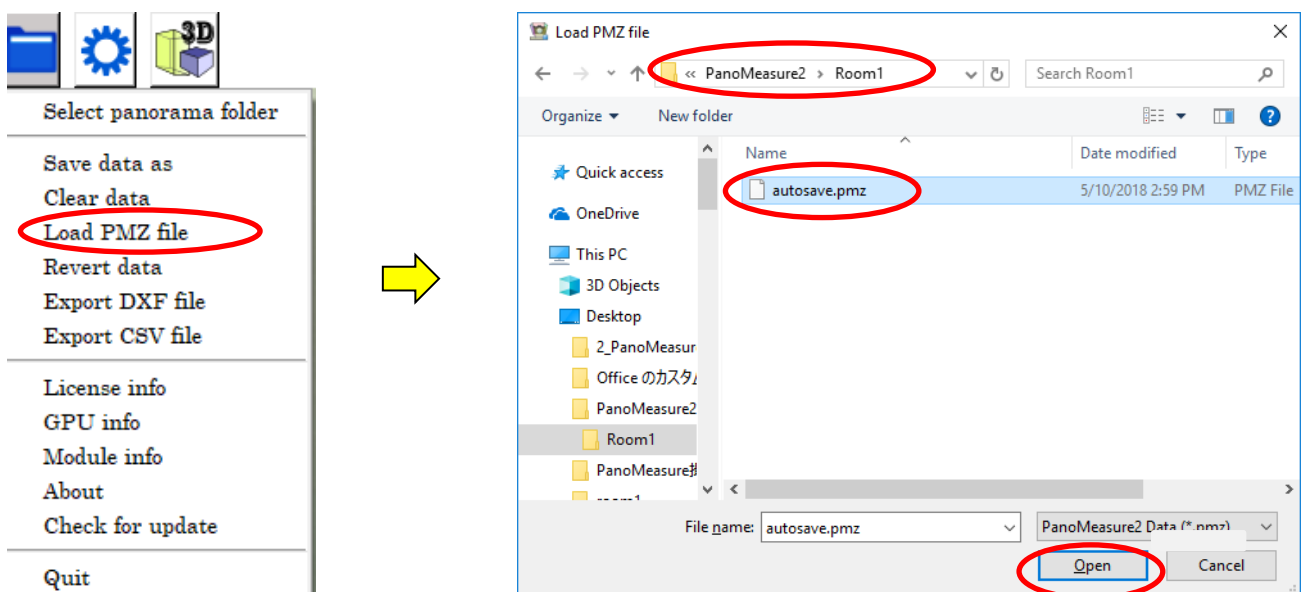 3D
Select panorama folder
Save data as
Clear data
Load PMZ file
Revert data
Export DXF file
Export CSV file
License info
GPU info
Module info
About
Check for update
Quit
Load PMZ file
« PanoMeasure2 › Room1
Search Room1
Organize
New folder
?
Name
Date modified
Type
autosave.pmz
5/10/2018 2:59 PM
PMZ File
Quick access
OneDrive
This PC
3D Objects
Desktop
2_PanoMeasur
Office のカスタム
PanoMeasure2
Room1
PanoMeasure
room1
File name:
autosave.pmz
PanoMeasure2 Data (*.pmz)
Open
Cancel